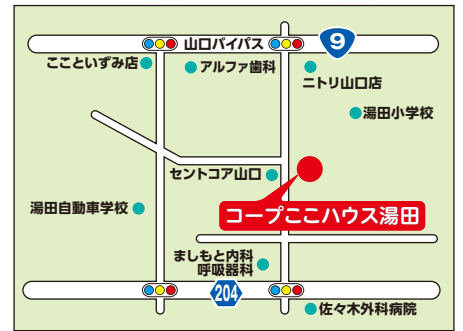 山口バイパス
9
ここといずみ店
アルファ歯科
ニトリ山口店
湯田小学校
セントコア山口
湯田自動車学校
コープここハウス湯田
ましもと内科
呼吸器科
204
佐々木外科病院